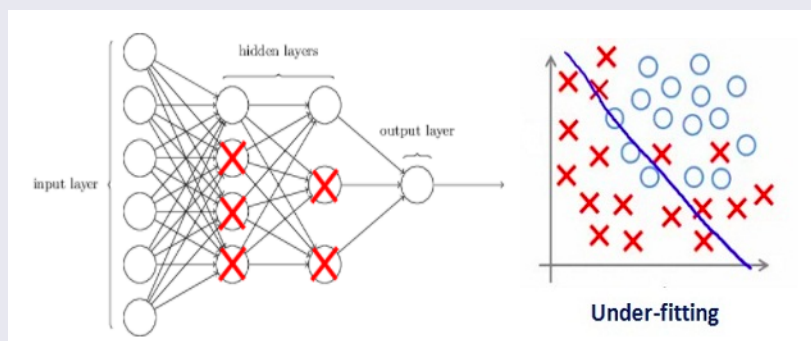 hidden layers
output layer
input layer
Under-fitting